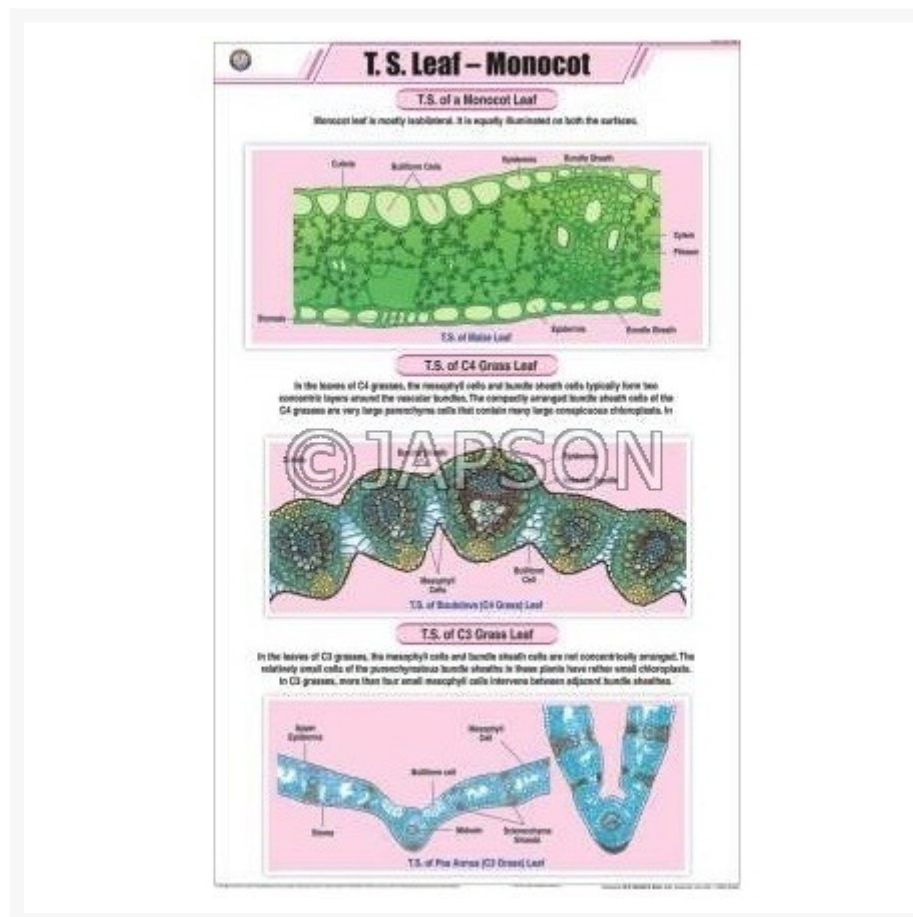 T. S. Leaf – Monocot
T.S. of a Monocot Leaf
Monocot leaf is mostly isobilateral. It is equally illuminated on both the surfaces.
Cuticle
Bulliform Cells
Epidermis
Bundle Sheath
Xylem
Phloem
Stomata
Epidermis
Bundle Sheath
T.S. of Maize Leaf
T.S. of C4 Grass Leaf
In the leaves of C4 grasses, the mesophyll cells and bundle sheath cells typically form two
concentric layers around the vascular bundles. The compactly arranged bundle sheath cells of the
C4 grasses are very large parenchyma cells that contain many large conspicuous chloroplasts. In
©JAPSON
Epidermis
Mesophyll
Cells
Bulliform
Cell
T.S. of Bouteloua (C4 Grass) Leaf
T.S. of C3 Grass Leaf
In the leaves of C3 grasses, the mesophyll cells and bundle sheath cells are not concentrically arranged. The
relatively small cells of the parenchymatous bundle sheaths in these plants have rather small chloroplasts.
In C3 grasses, more than four small mesophyll cells intervene between adjacent bundle sheaths.
Upper
Epidermis
Mesophyll
Cell
Bulliform cell
Stoma
Midvein
Sclerenchyma
Strands
T.S. of Poa Annua (C3 Grass) Leaf